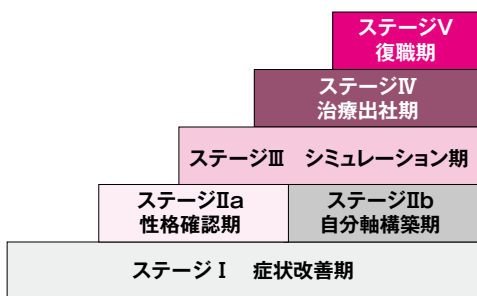 ステージⅤ
復職期
ステージⅣ
治療出社期
ステージⅢ　シミュレーション期
ステージⅡa
性格確認期
ステージⅡb
自分軸構築期
ステージⅠ　症状改善期